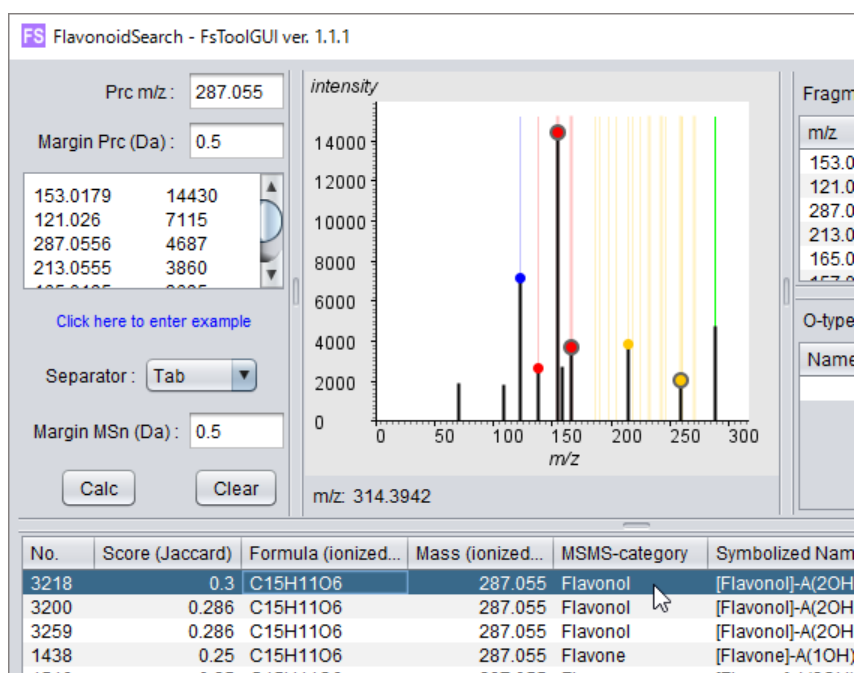 FS FlavonoidSearch - FsToolGUI ver. 1.1.1
Prc m/z : 287.055
Margin Prc (Da) : 0.5
153.0179 14430
121.026 7115
287.0556 4687
213.0555 3860
Click here to enter example
Separator : Tab
Margin MSn (Da) : 0.5
Calc Clear
intensity
14000
12000
10000
8000
6000
4000
2000
0
0 50 100 150 200 250 300
m/z
m/z: 314.3942
Fragm
m/z
153.0
121.0
287.0
213.0
165.0
O-type
Name
No. Score (Jaccard) Formula (ionized... Mass (ionized... MSMS-category Symbolized Nam
3218 0.3 C15H11O6 287.055 Flavonol [Flavonol]-A(2OH
3200 0.286 C15H11O6 287.055 Flavonol [Flavonol]-A(2OH
3259 0.286 C15H11O6 287.055 Flavonol [Flavonol]-A(2OH
1438 0.25 C15H11O6 287.055 Flavone [Flavone]-A(1OH)